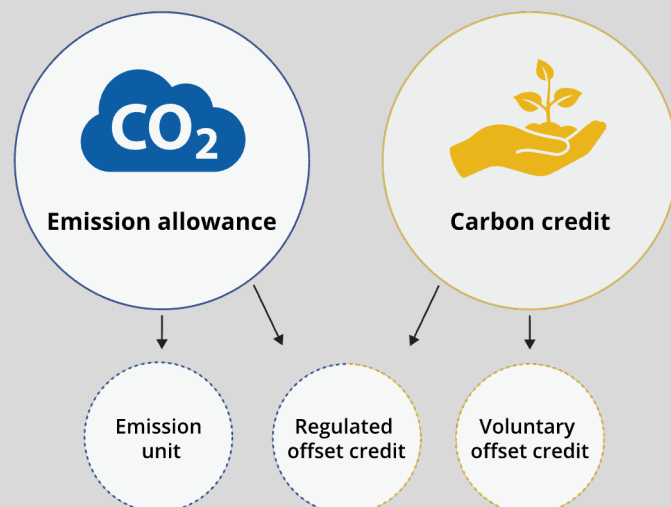 CO₂
Emission allowance
Carbon credit
Emission
unit
Regulated
offset credit
Voluntary
offset credit